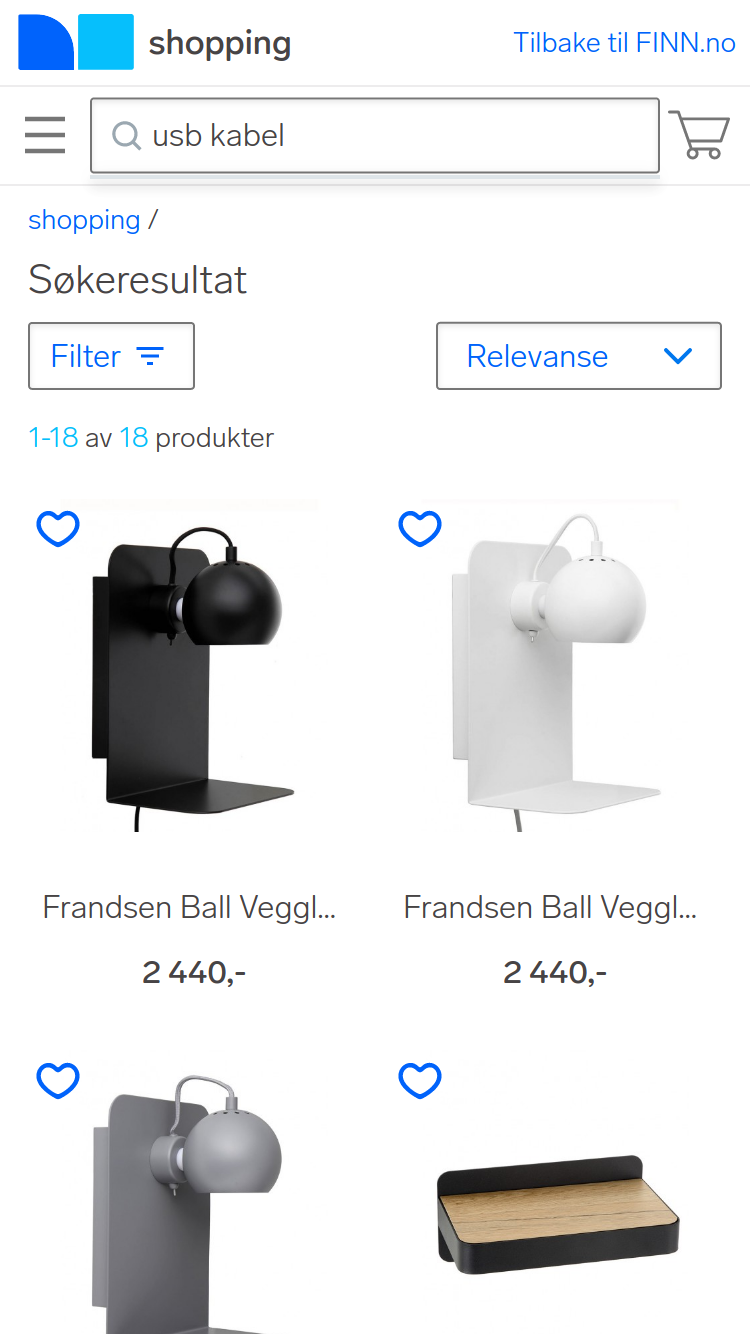 shopping
Tilbake til FINN.no
usb kabel
shopping /
Søkeresultat
Filter
Relevanse
1-18 av 18 produkter
Frandsen Ball Veggl...
Frandsen Ball Veggl...
2 440,-
2 440,-